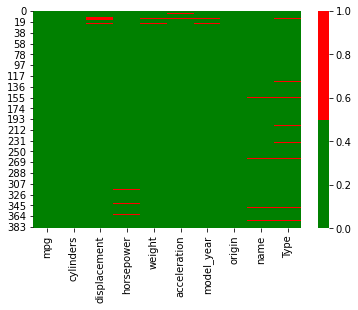 0
19
38
58
78
97
117
136
155
174
193
212
231
250
269
288
307
326
345
364
383
mpg
cylinders
displacement
horsepower
weight
acceleration
model_year
origin
name
Type
1.0
0.8
0.6
0.4
0.2
0.0